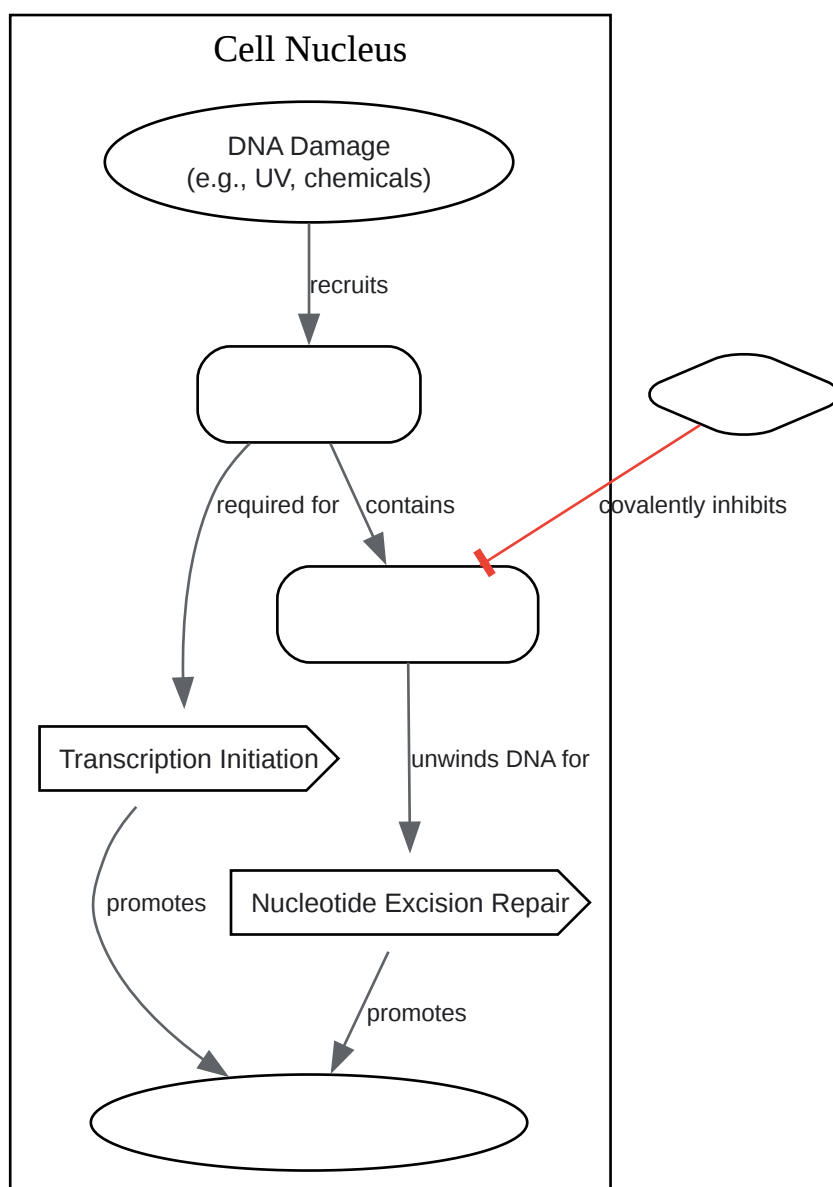 Cell Nucleus
DNA Damage
(e.g., UV, chemicals)
recruits
required for
contains
covalently inhibits
Transcription Initiation
unwinds DNA for
promotes
Nucleotide Excision Repair
promotes